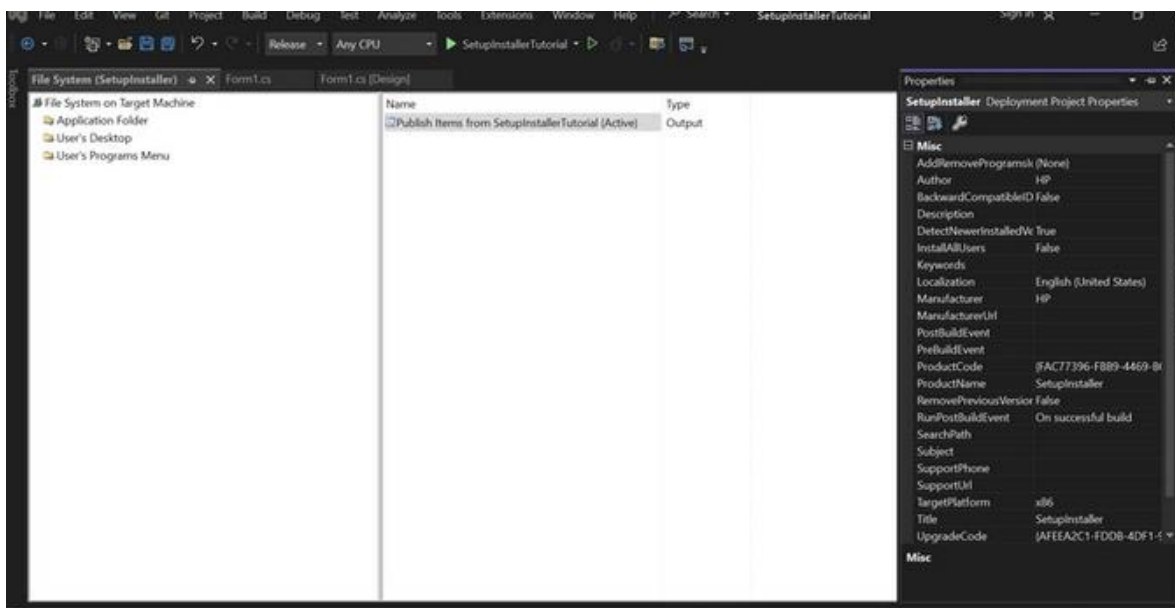 File Edit View Git Project Build Debug Test Analyze Tools Extensions Window Help Search SetupInstallerTutorial Sign in
Release Any CPU SetupInstallerTutorial
Toolbox
File System (SetupInstaller) Form1.cs Form1.cs [Design]
File System on Target Machine
Application Folder
User's Desktop
User's Programs Menu
Name Type
Publish Items from SetupInstallerTutorial (Active) Output
Properties
SetupInstaller Deployment Project Properties
Misc
AddRemoveProgramsIc (None)
Author HP
BackwardCompatibleID False
Description
DetectNewerInstalledVe True
InstallAllUsers False
Keywords
Localization English (United States)
Manufacturer HP
ManufacturerUrl
PostBuildEvent
PreBuildEvent
ProductCode {FAC77396-FBB9-4469-
ProductName SetupInstaller
RemovePreviousVersion False
RunPostBuildEvent On successful build
SearchPath
Subject
SupportPhone
SupportUrl
TargetPlatform x86
Title SetupInstaller
UpgradeCode {AFEEA2C1-FDDB-4DF1-
Misc